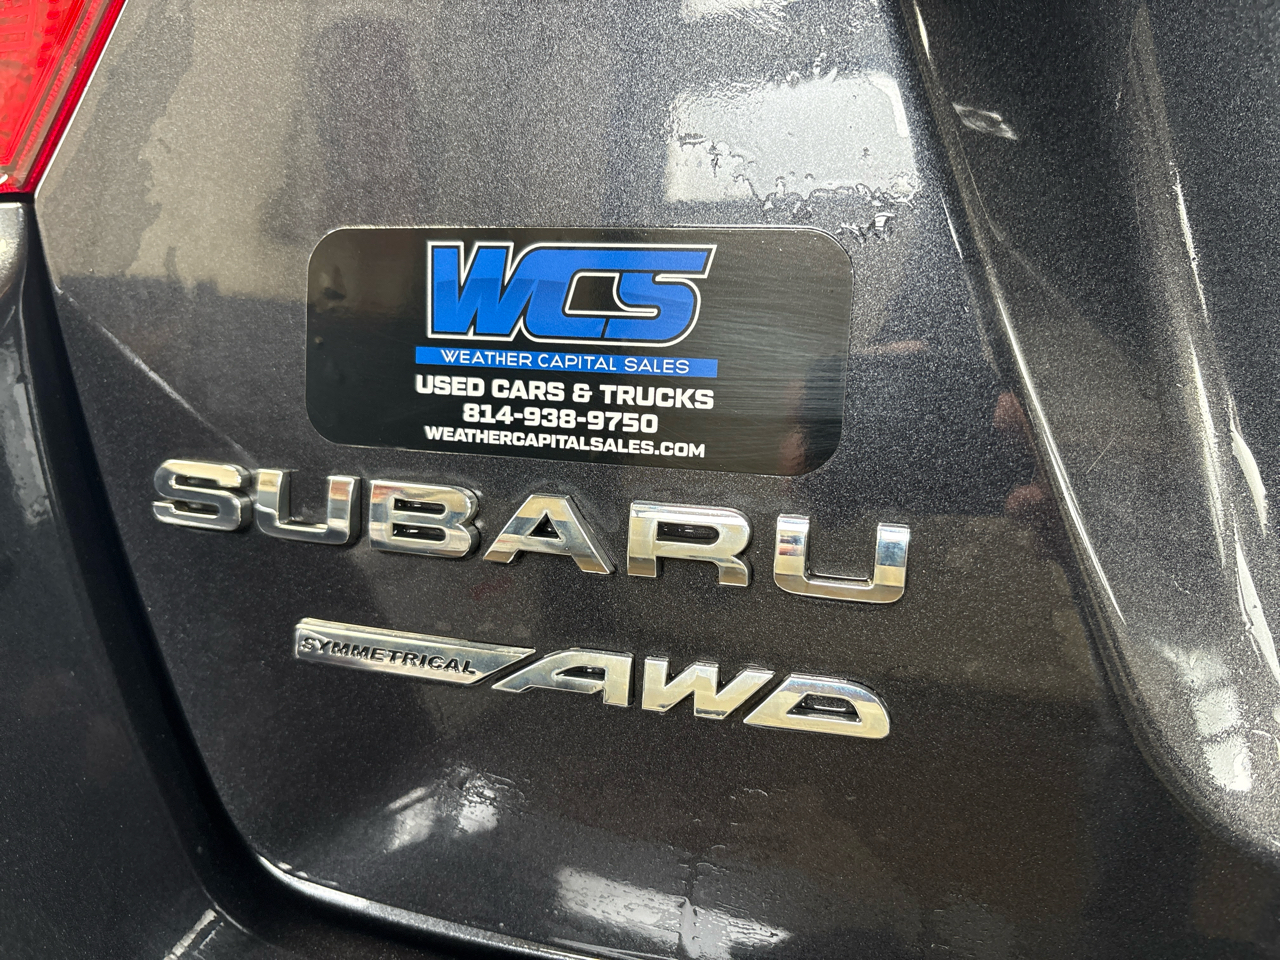 WCS
WEATHER CAPITAL SALES
USED CARS & TRUCKS
814-938-9750
WEATHERCAPITALSALES.COM
SUBARU
SYMMETRICAL AWD